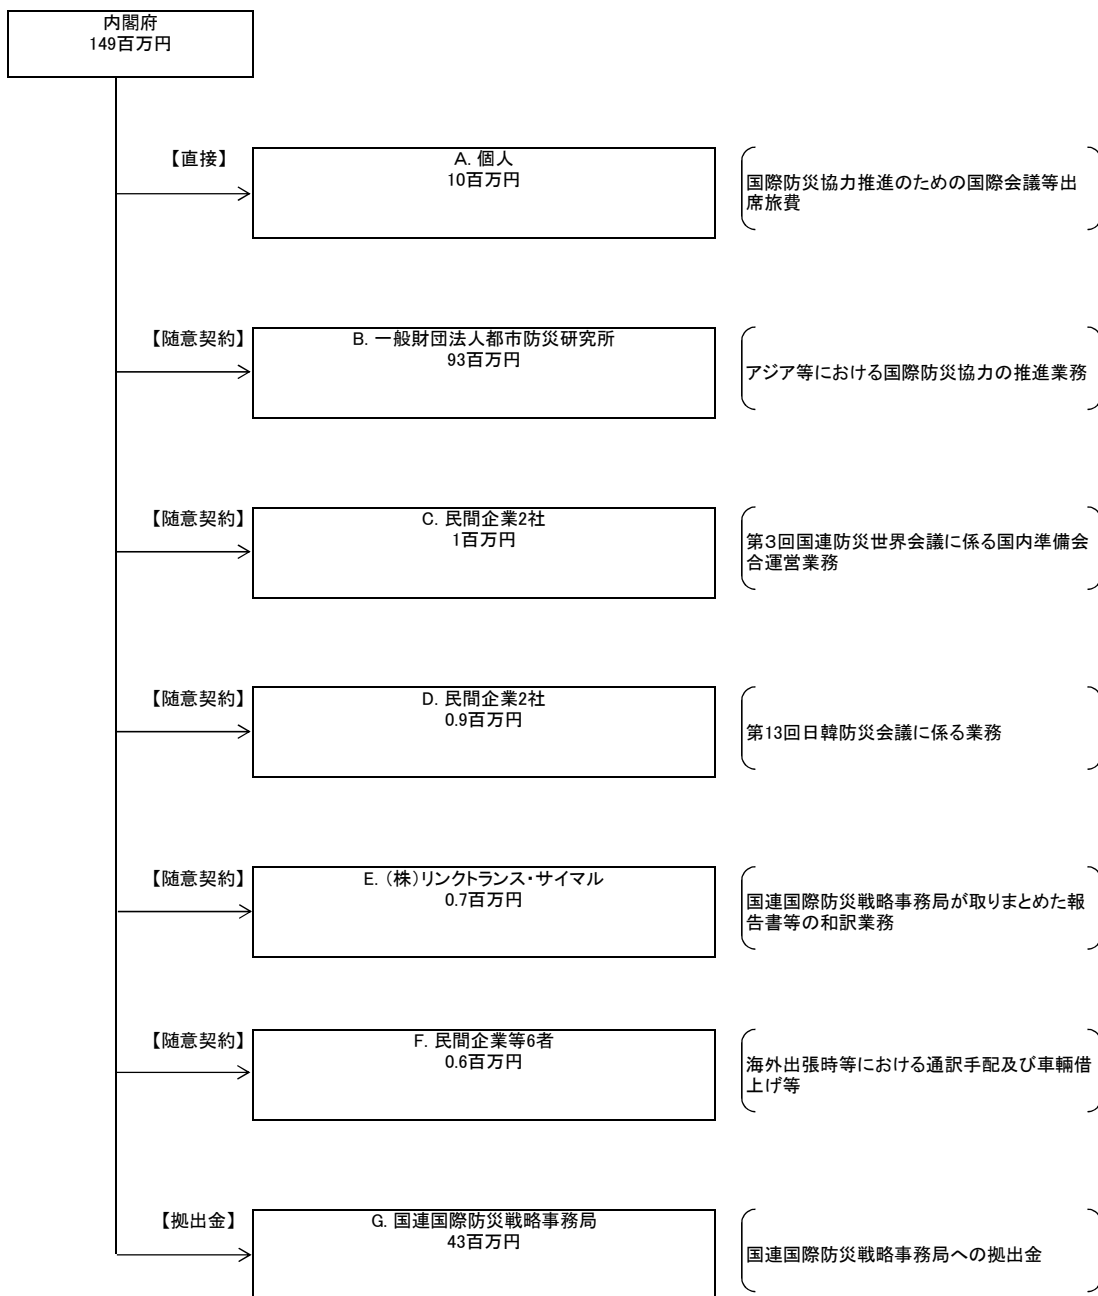 内閣府
149百万円
【直接】
A. 個人
10百万円
国際防災協力推進のための国際会議等出
席旅費
【随意契約】
B. 一般財団法人都市防災研究所
93百万円
アジア等における国際防災協力の推進業務
【随意契約】
C. 民間企業2社
1百万円
第3回国連防災世界会議に係る国内準備会
合運営業務
【随意契約】
D. 民間企業2社
0.9百万円
第13回日韓防災会議に係る業務
【随意契約】
E. (株)リンクトランス・サイマル
0.7百万円
国連国際防災戦略事務局が取りまとめた報
告書等の和訳業務
【随意契約】
F. 民間企業等6者
0.6百万円
海外出張時等における通訳手配及び車輛借
上げ等
【拠出金】
G. 国連国際防災戦略事務局
43百万円
国連国際防災戦略事務局への拠出金